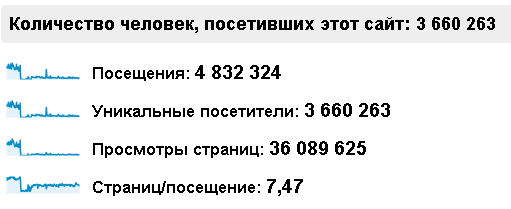 Количество человек, посетивших этот сайт: 3 660 263
Посещения: 4 832 324
Уникальные посетители: 3 660 263
Просмотры страниц: 36 089 625
Страниц/посещение: 7,47